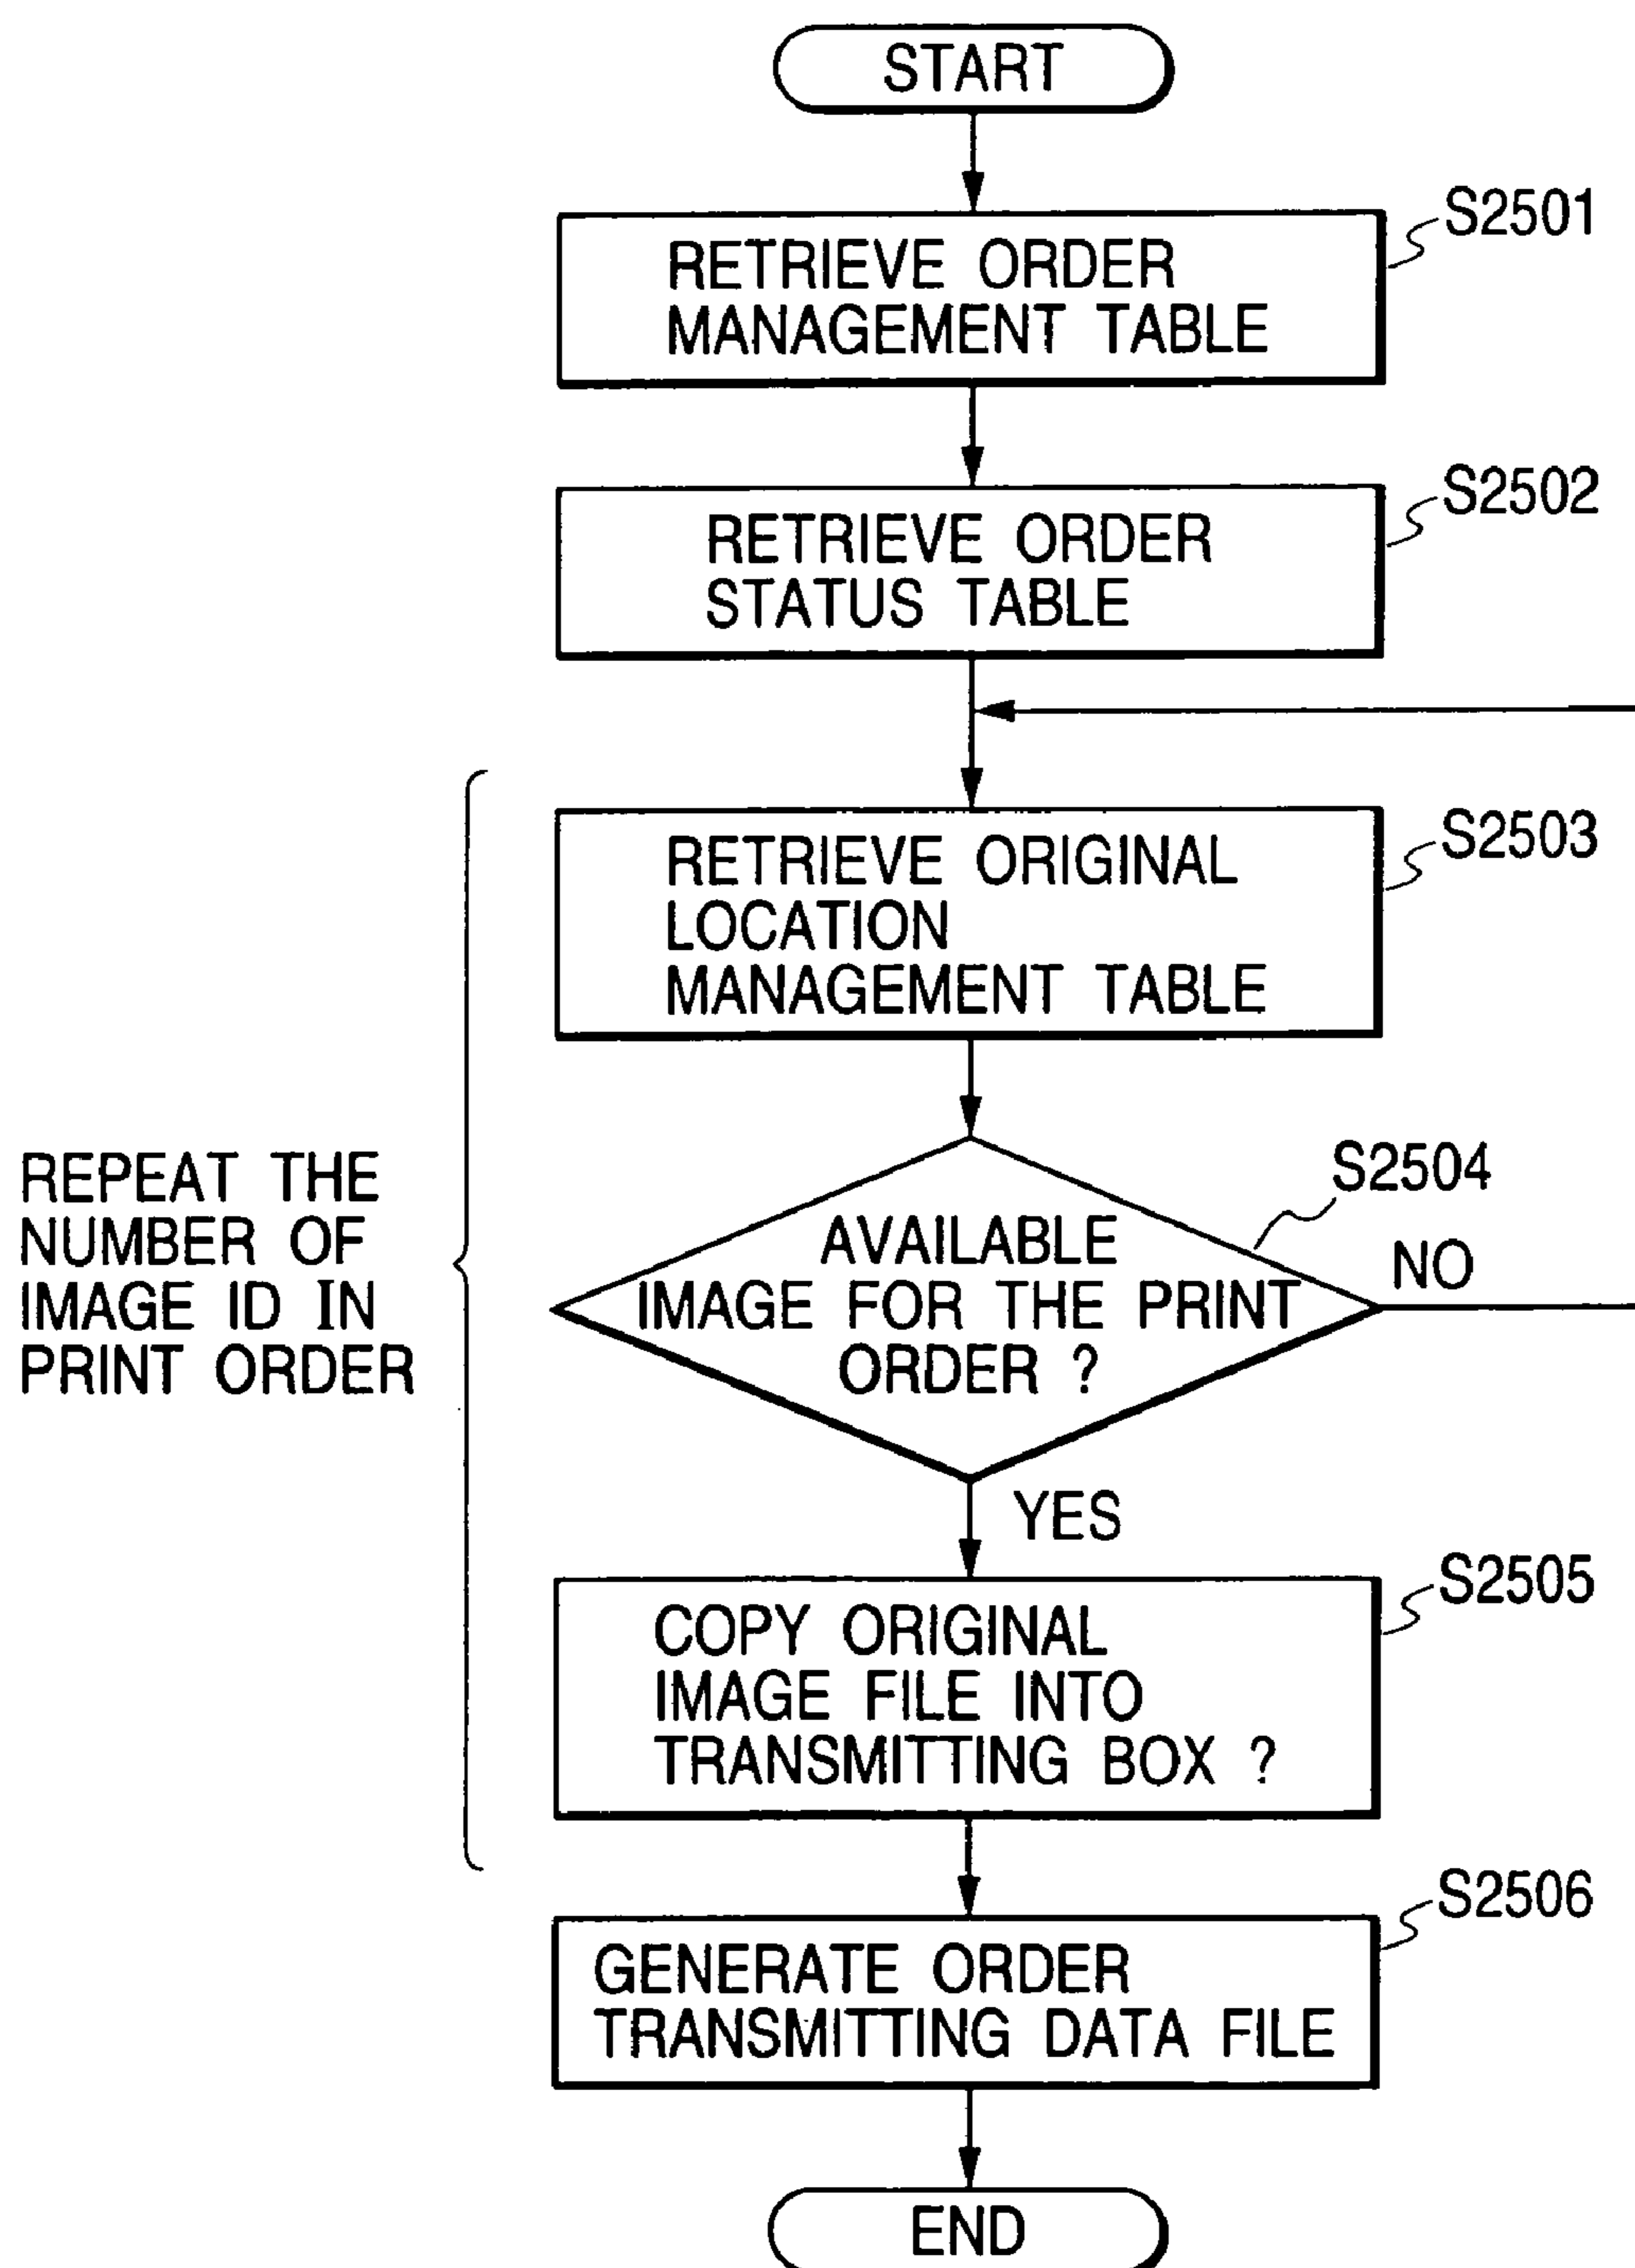 START
S2501
RETRIEVE ORDER
MANAGEMENT TABLE
S2502
RETRIEVE ORDER
STATUS TABLE
S2503
RETRIEVE ORIGINAL
LOCATION
MANAGEMENT TABLE
REPEAT THE
NUMBER OF
IMAGE ID IN
PRINT ORDER
S2504
AVAILABLE
IMAGE FOR THE PRINT
ORDER ?
NO
YES
S2505
COPY ORIGINAL
IMAGE FILE INTO
TRANSMITTING BOX ?
S2506
GENERATE ORDER
TRANSMITTING DATA FILE
END